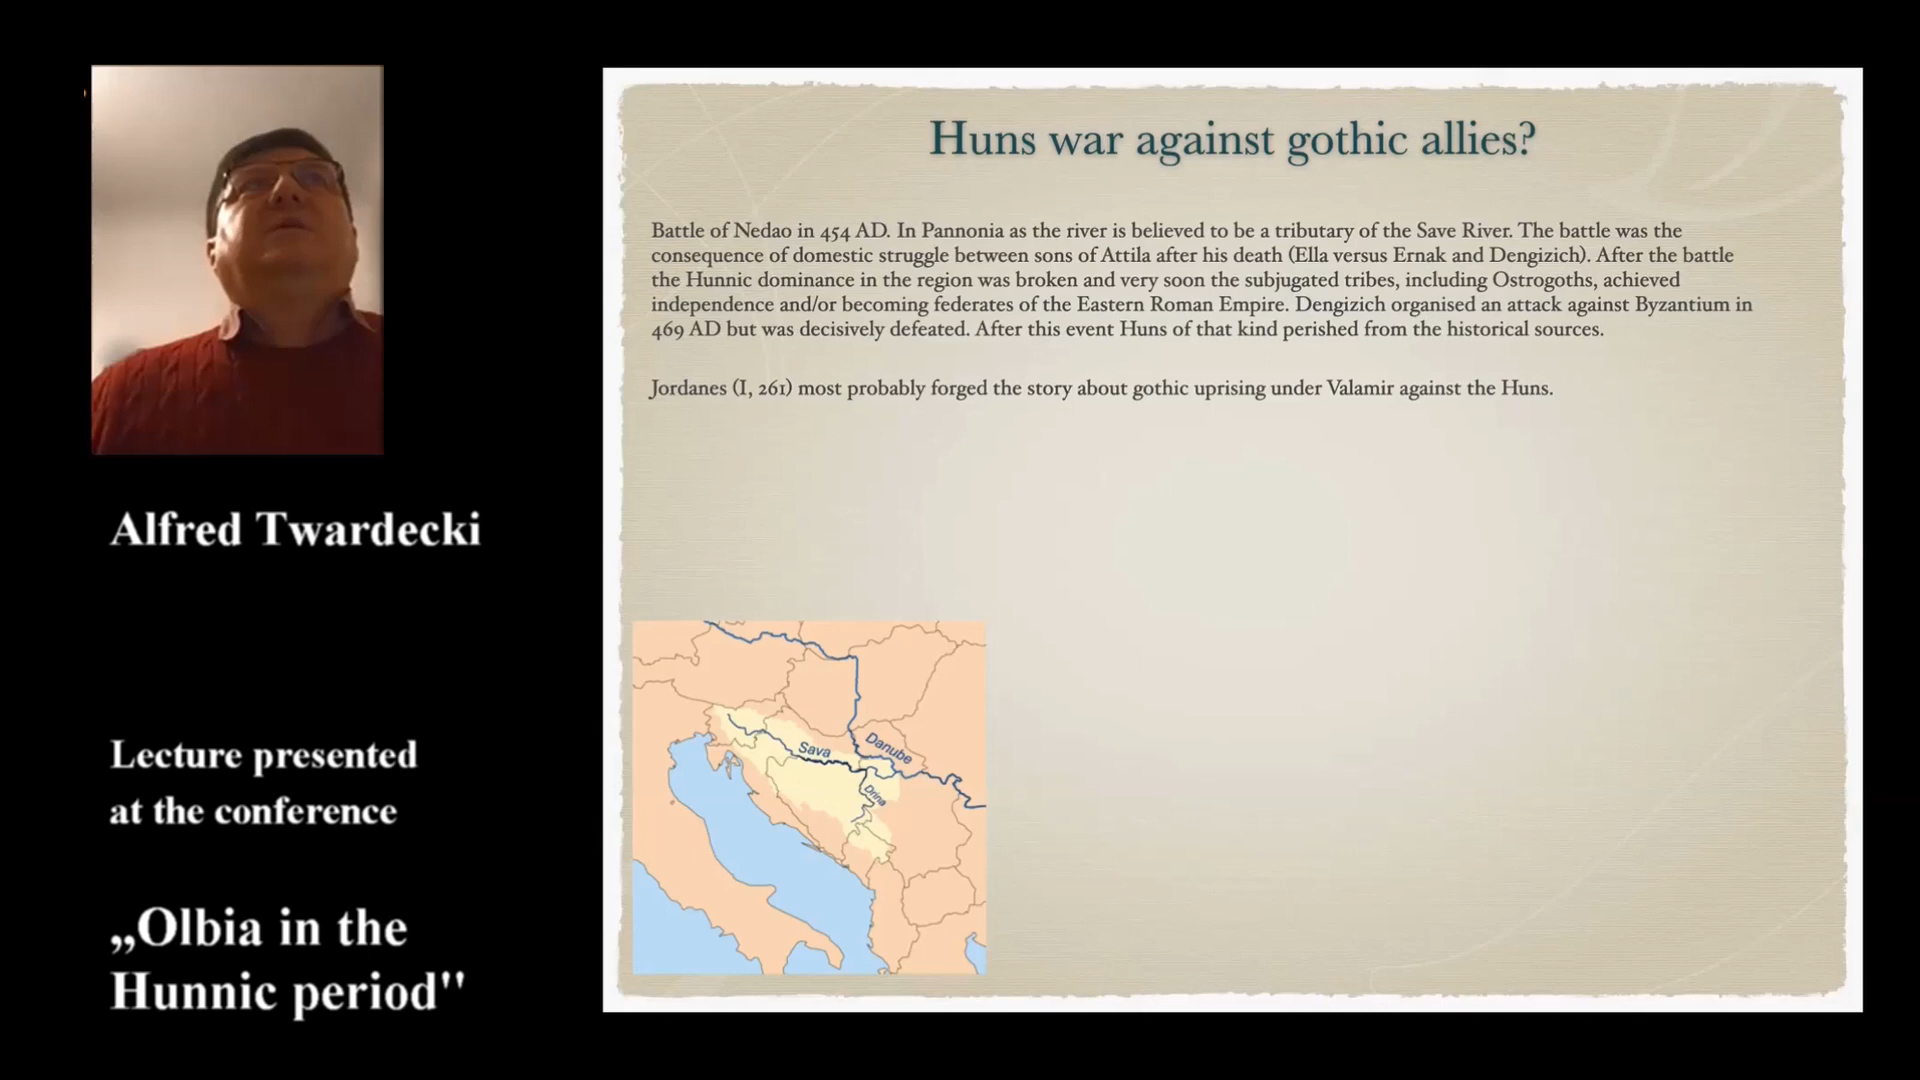 Huns war against gothic allies?
Battle of Nedao in 454 AD. In Pannonia as the river is believed to be a tributary of the Save River. The battle was the
consequence of domestic struggle between sons of Attila after his death (Ella versus Ernak and Dengizich). After the battle
the Hunnic dominance in the region was broken and very soon the subjugated tribes, including Ostrogoths, achieved
independence and/or becoming federates of the Eastern Roman Empire. Dengizich organised an attack against Byzantium in
469 AD but was decisively defeated. After this event Huns of that kind perished from the historical sources.
Jordanes (I, 261) most probably forged the story about gothic uprising under Valamir against the Huns.
Sava
Danube
Drina
Alfred Twardecki
Lecture presented
at the conference
„Olbia in the
Hunnic period"